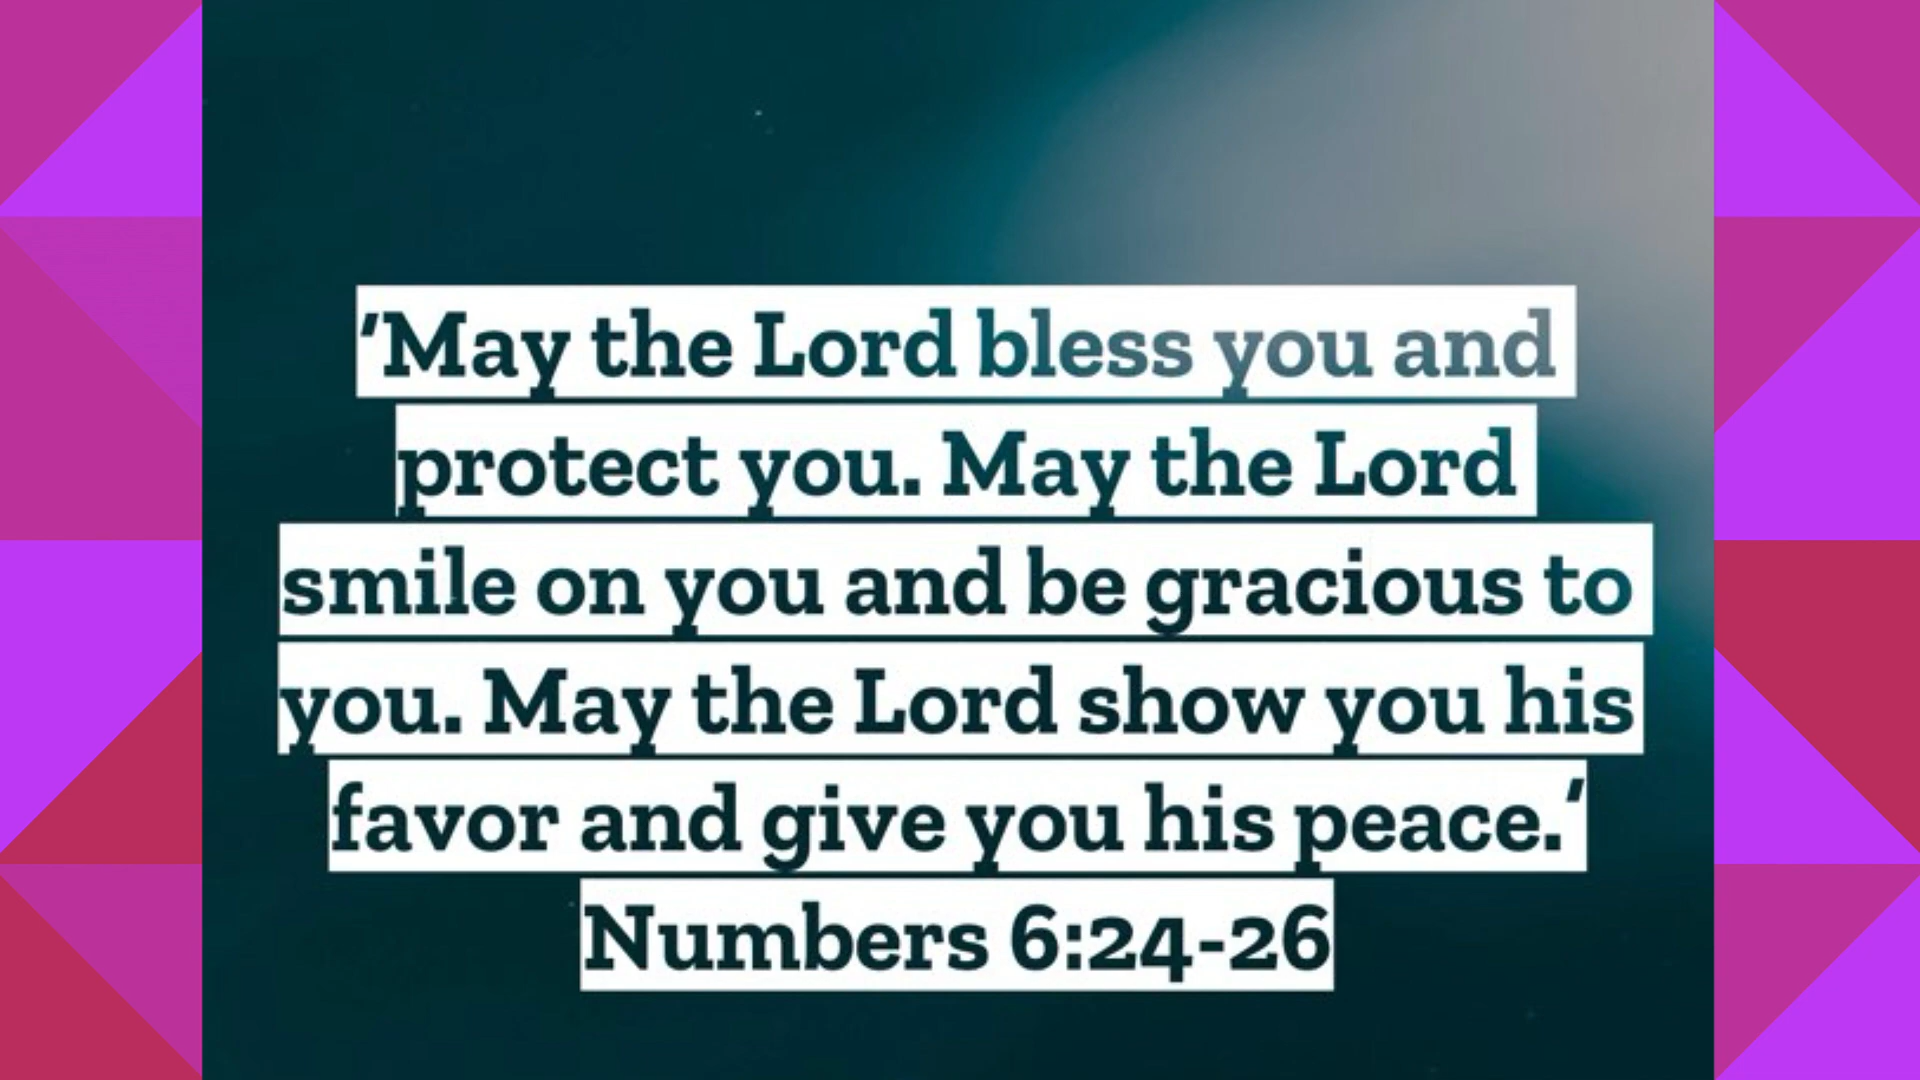 ‘May the Lord bless you and
protect you. May the Lord
smile on you and be gracious to
you. May the Lord show you his
favor and give you his peace.’
Numbers 6:24-26